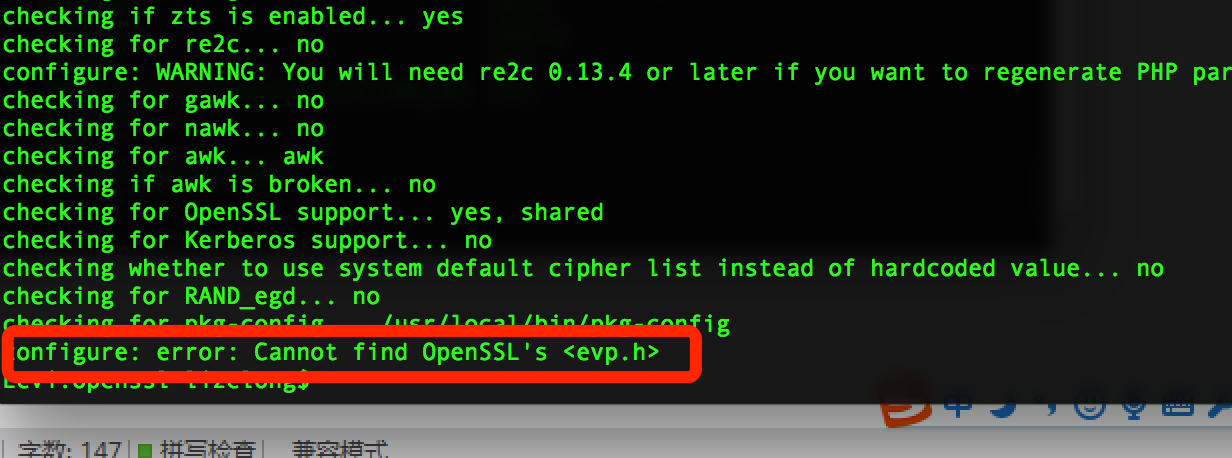 checking if zts is enabled... yes
checking for re2c... no
configure: WARNING: You will need re2c 0.13.4 or later if you want to regenerate PHP par
checking for gawk... no
checking for nawk... no
checking for awk... awk
checking if awk is broken... no
checking for OpenSSL support... yes, shared
checking for Kerberos support... no
checking whether to use system default cipher list instead of hardcoded value... no
checking for RAND_egd... no
checking for pkg-config... /usr/local/bin/pkg-config
onfigure: error: Cannot find OpenSSL's <evp.h>
Levi:openssl lizelong$
中
字数: 147 拼写检查 兼容模式